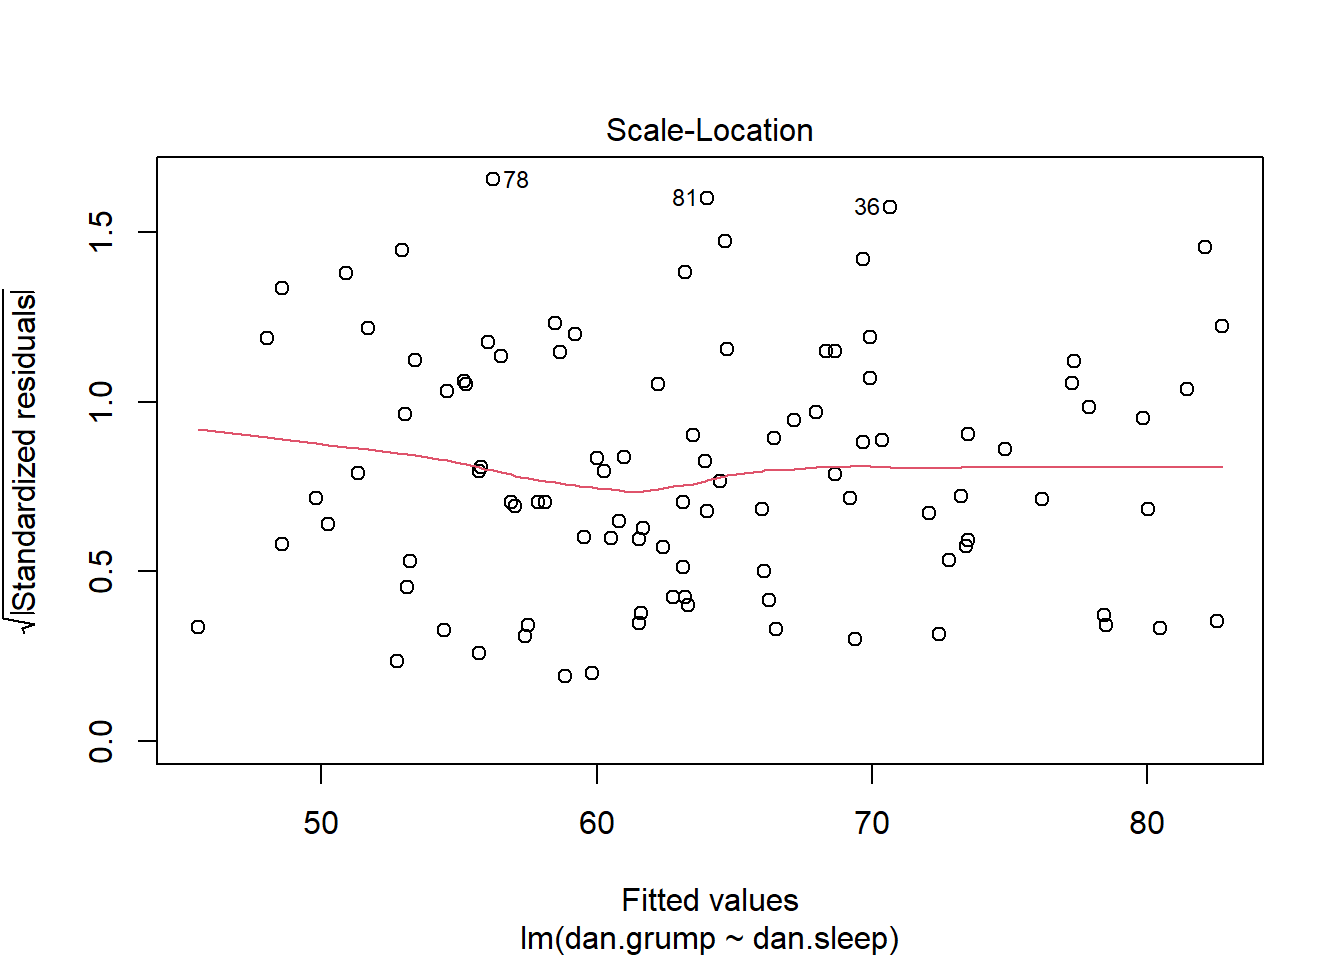 Scale-Location
78
81
36
√|Standardized residuals|
0.0
0.5
1.0
1.5
50
60
70
80
Fitted values
lm(dan.grump ~ dan.sleep)